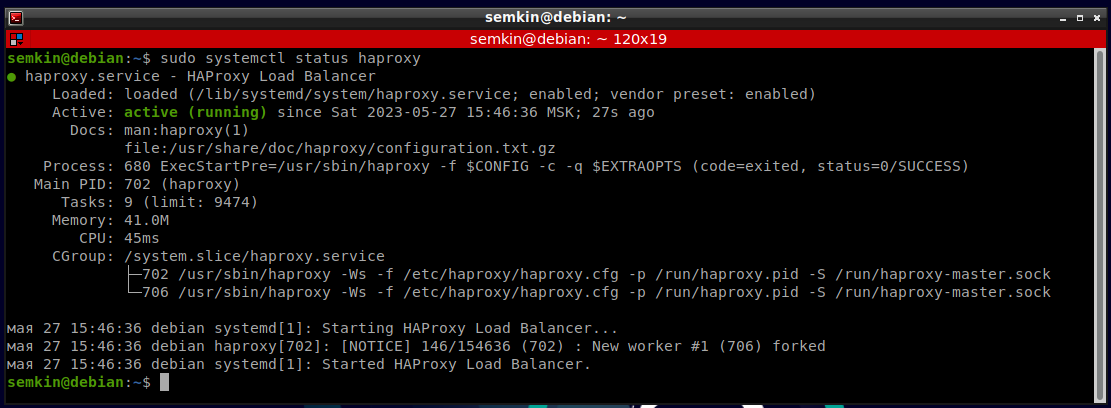 semkin@debian: ~
semkin@debian: ~ 120x19
semkin@debian:~$ sudo systemctl status haproxy
● haproxy.service - HAProxy Load Balancer
Loaded: loaded (/lib/systemd/system/haproxy.service; enabled; vendor preset: enabled)
Active: active (running) since Sat 2023-05-27 15:46:36 MSK; 27s ago
Docs: man:haproxy(1)
file:/usr/share/doc/haproxy/configuration.txt.gz
Process: 680 ExecStartPre=/usr/sbin/haproxy -f $CONFIG -c -q $EXTRAOPTS (code=exited, status=0/SUCCESS)
Main PID: 702 (haproxy)
Tasks: 9 (limit: 9474)
Memory: 41.0M
CPU: 45ms
CGroup: /system.slice/haproxy.service
├─702 /usr/sbin/haproxy -Ws -f /etc/haproxy/haproxy.cfg -p /run/haproxy.pid -S /run/haproxy-master.sock
└─706 /usr/sbin/haproxy -Ws -f /etc/haproxy/haproxy.cfg -p /run/haproxy.pid -S /run/haproxy-master.sock
мая 27 15:46:36 debian systemd[1]: Starting HAProxy Load Balancer...
мая 27 15:46:36 debian haproxy[702]: [NOTICE] 146/154636 (702) : New worker #1 (706) forked
мая 27 15:46:36 debian systemd[1]: Started HAProxy Load Balancer.
semkin@debian:~$